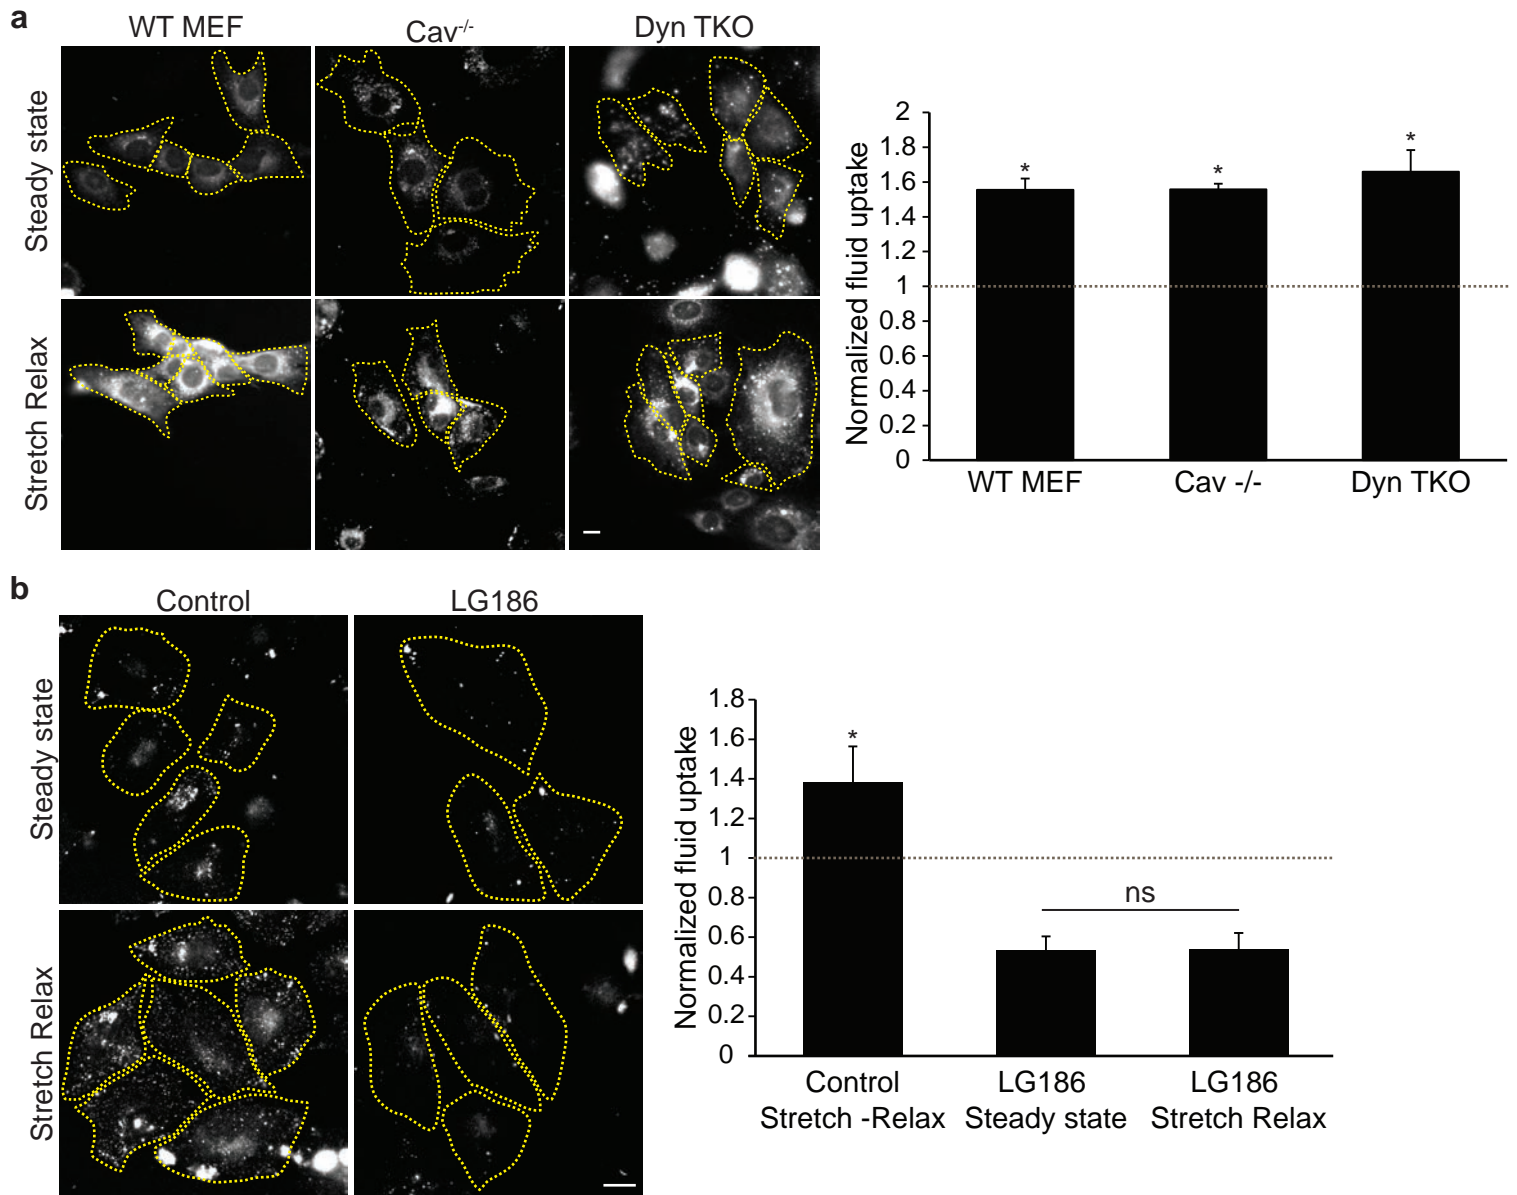 a
WT MEF
Cav-/-
Dyn TKO
Steady state
Stretch Relax
Normalized fluid uptake
2
1.8
1.6
1.4
1.2
1
0.8
0.6
0.4
0.2
0
*
*
*
WT MEF
Cav -/-
Dyn TKO
b
Control
LG186
Steady state
Stretch Relax
Normalized fluid uptake
1.8
1.6
1.4
1.2
1
0.8
0.6
0.4
0.2
0
*
ns
Control
Stretch -Relax
LG186
Steady state
LG186
Stretch Relax